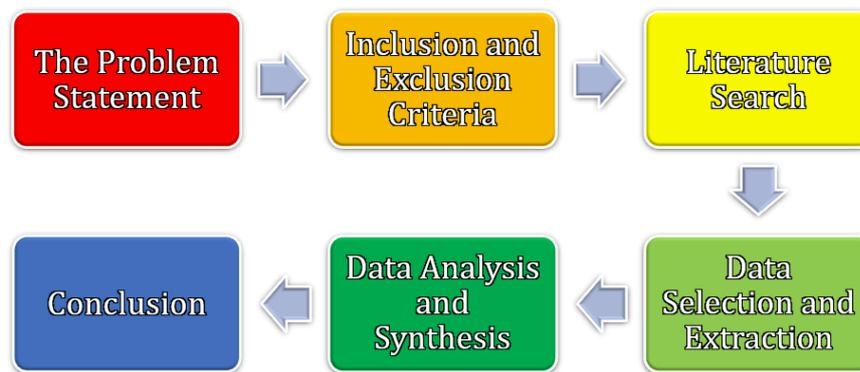 The Problem
Statement
Inclusion and
Exclusion
Criteria
Literature
Search
Data
Selection and
Extraction
Data Analysis
and
Synthesis
Conclusion